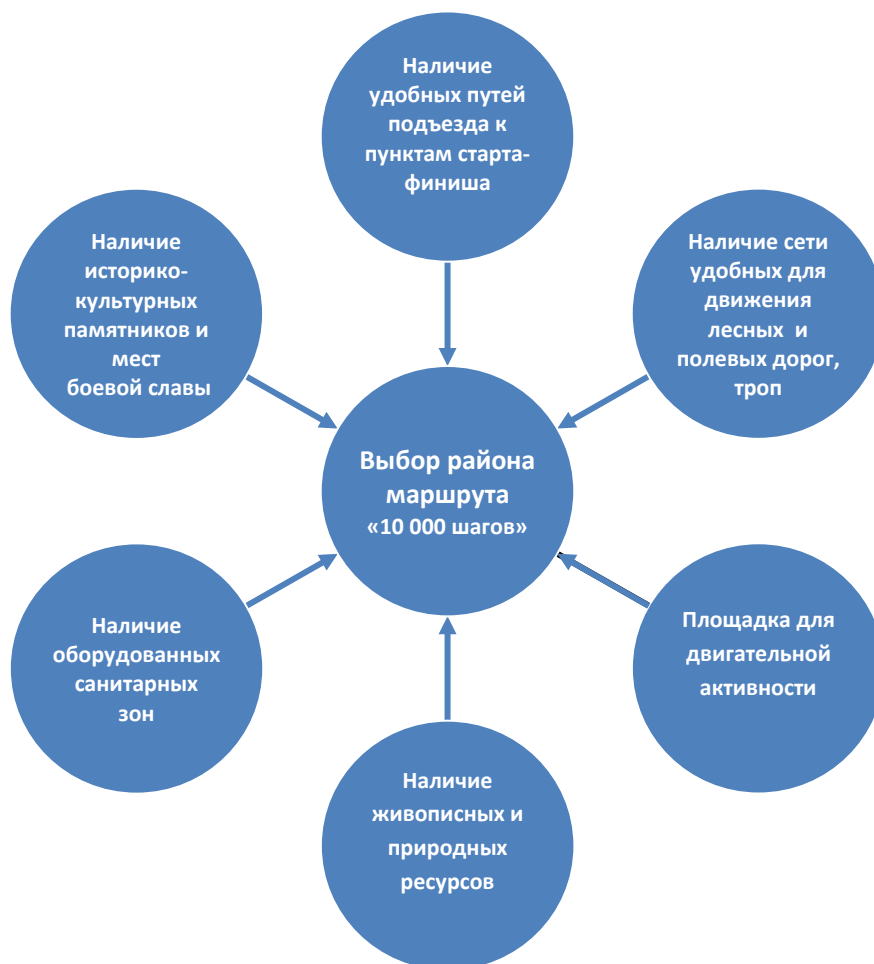 Наличие
удобных путей
подъезда к
пунктам старта-
финиша
Наличие
историко-
культурных
памятников и
мест
боевой славы
Наличие сети
удобных для
движения
лесных и
полевых дорог,
троп
Выбор района
маршрута
«10 000 шагов»
Наличие
оборудованных
санитарных
зон
Площадка для
двигательной
активности
Наличие
живописных и
природных
ресурсов